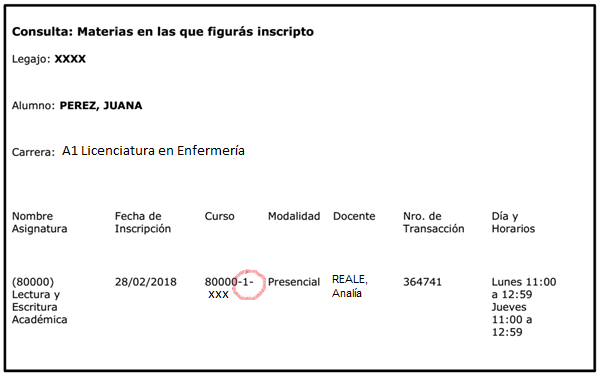 Consulta: Materias en las que figurás inscripto
Legajo: XXXX
Alumno: PEREZ, JUANA
Carrera: A1 Licenciatura en Enfermería
Nombre Asignatura
Fecha de Inscripción
Curso
Modalidad
Docente
Nro. de Transacción
Día y Horarios
(80000)
Lectura y
Escritura
Académica
28/02/2018
80000-1-
XXX
Presencial
REALE,
Analía
364741
Lunes 11:00
a 12:59
Jueves
11:00 a
12:59